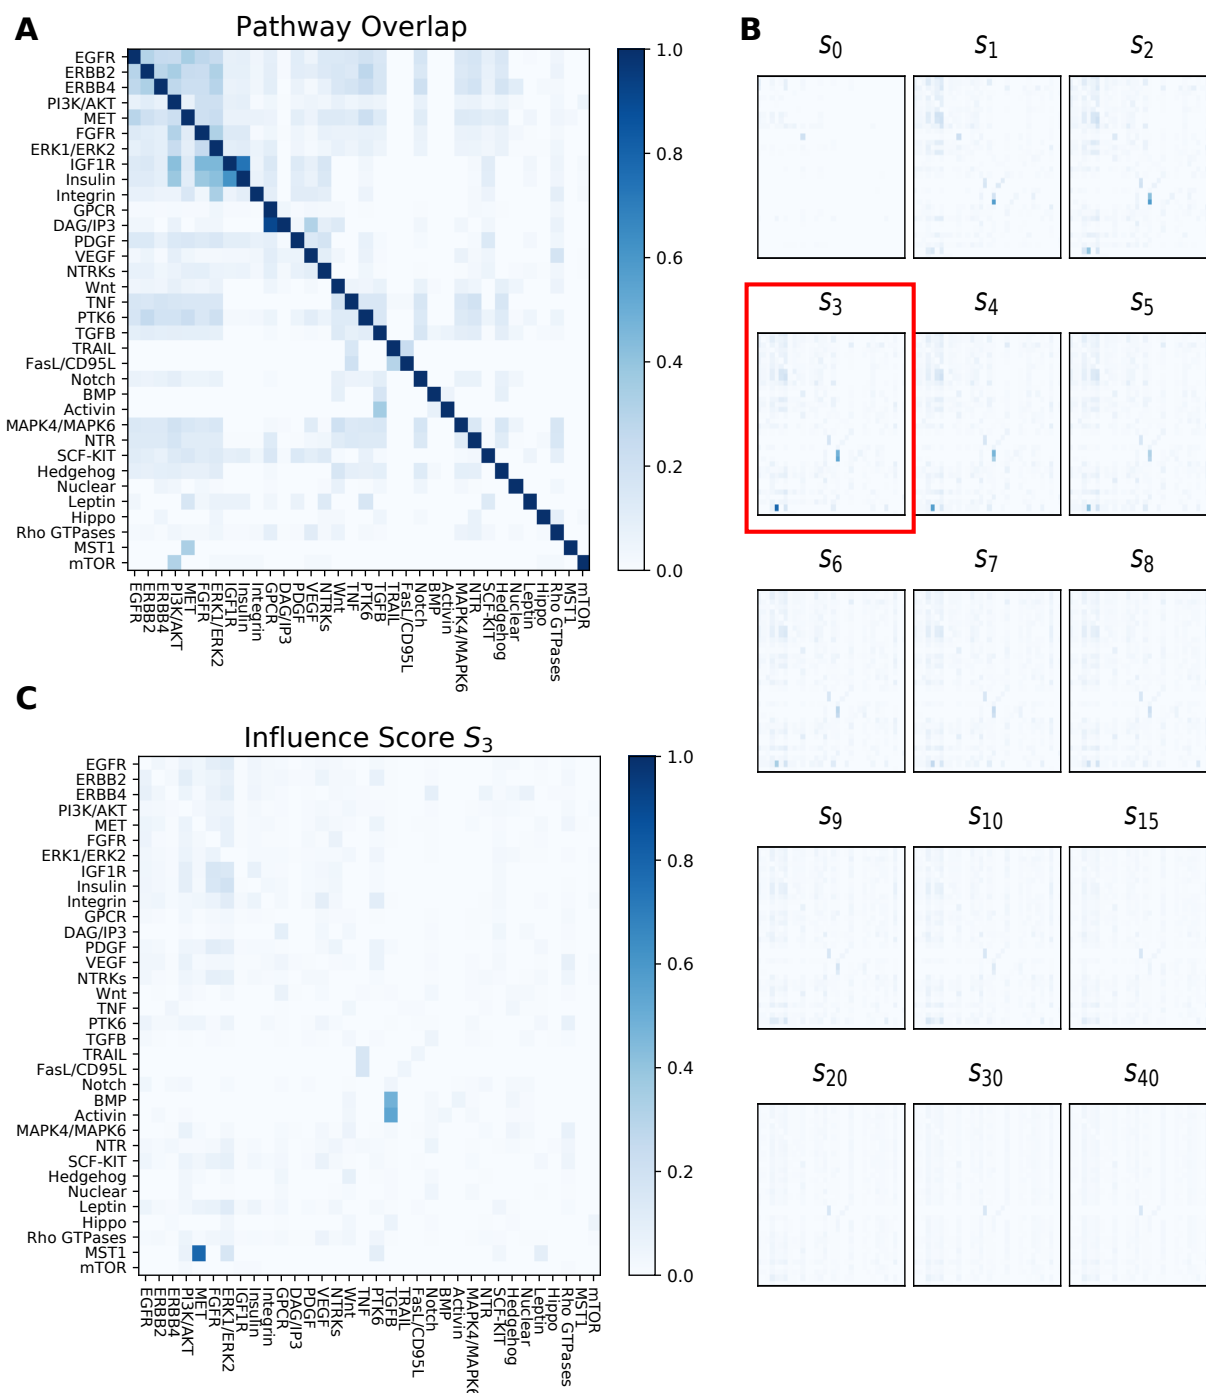 A
Pathway Overlap
EGFR
ERBB2
ERBB4
PI3K/AKT
MET
FGFR
ERK1/ERK2
IGF1R
Insulin
Integrin
GPCR
DAG/IP3
PDGF
VEGF
NTRKs
Wnt
TNF
PTK6
TGFB
TRAIL
FasL/CD95L
Notch
BMP
Activin
MAPK4/MAPK6
NTR
SCF-KIT
Hedgehog
Nuclear
Leptin
Hippo
Rho GTPases
MST1
mTOR
EGFR
ERBB2
ERBB4
PI3K/AKT
MET
FGFR
ERK1/ERK2
IGF1R
Insulin
Integrin
GPCR
DAG/IP3
PDGF
VEGF
NTRKs
Wnt
TNF
PTK6
TGFB
TRAIL
FasL/CD95L
Notch
BMP
Activin
MAPK4/MAPK6
NTR
SCF-KIT
Hedgehog
Nuclear
Leptin
Hippo
Rho GTPases
MST1
mTOR
1.0
0.8
0.6
0.4
0.2
0.0
B
S0 S1 S2
S3 S4 S5
S6 S7 S8
S9 S10 S15
S20 S30 S40
C
Influence Score S3
EGFR
ERBB2
ERBB4
PI3K/AKT
MET
FGFR
ERK1/ERK2
IGF1R
Insulin
Integrin
GPCR
DAG/IP3
PDGF
VEGF
NTRKs
Wnt
TNF
PTK6
TGFB
TRAIL
FasL/CD95L
Notch
BMP
Activin
MAPK4/MAPK6
NTR
SCF-KIT
Hedgehog
Nuclear
Leptin
Hippo
Rho GTPases
MST1
mTOR
EGFR
ERBB2
ERBB4
PI3K/AKT
MET
FGFR
ERK1/ERK2
IGF1R
Insulin
Integrin
GPCR
DAG/IP3
PDGF
VEGF
NTRKs
Wnt
TNF
PTK6
TGFB
TRAIL
FasL/CD95L
Notch
BMP
Activin
MAPK4/MAPK6
NTR
SCF-KIT
Hedgehog
Nuclear
Leptin
Hippo
Rho GTPases
MST1
mTOR
1.0
0.8
0.6
0.4
0.2
0.0